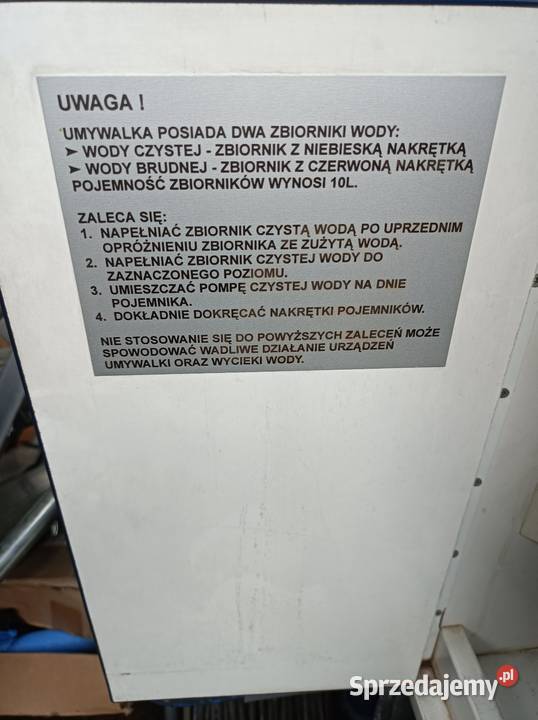 UWAGA !
UMYWALKA POSIADA DWA ZBIORNIKI WODY:
➤ WODY CZYSTEJ - ZBIORNIK Z NIEBIESKĄ NAKRĘTKĄ
➤ WODY BRUDNEJ - ZBIORNIK Z CZERWONĄ NAKRĘTKĄ
POJEMNOŚĆ ZBIORNIKÓW WYNOSI 10L.
ZALECA SIĘ:
1. NAPEŁNIAĆ ZBIORNIK CZYSTĄ WODĄ PO UPRZEDNIM
OPRÓŻNIENIU ZBIORNIKA ZE ZUŻYTĄ WODĄ.
2. NAPEŁNIAĆ ZBIORNIK CZYSTEJ WODY DO
ZAZNACZONEGO POZIOMU.
3. UMIESZCZAĆ POMPĘ CZYSTEJ WODY NA DNIE
POJEMNIKA.
4. DOKŁADNIE DOKRĘCAĆ NAKRĘTKI POJEMNIKÓW.
NIE STOSOWANIE SIĘ DO POWYŻSZYCH ZALECEŃ MOŻE
SPOWODOWAĆ WADLIWE DZIAŁANIE URZĄDZEŃ
UMYWALKI ORAZ WYCIEKI WODY.
Sprzedajemy.pl